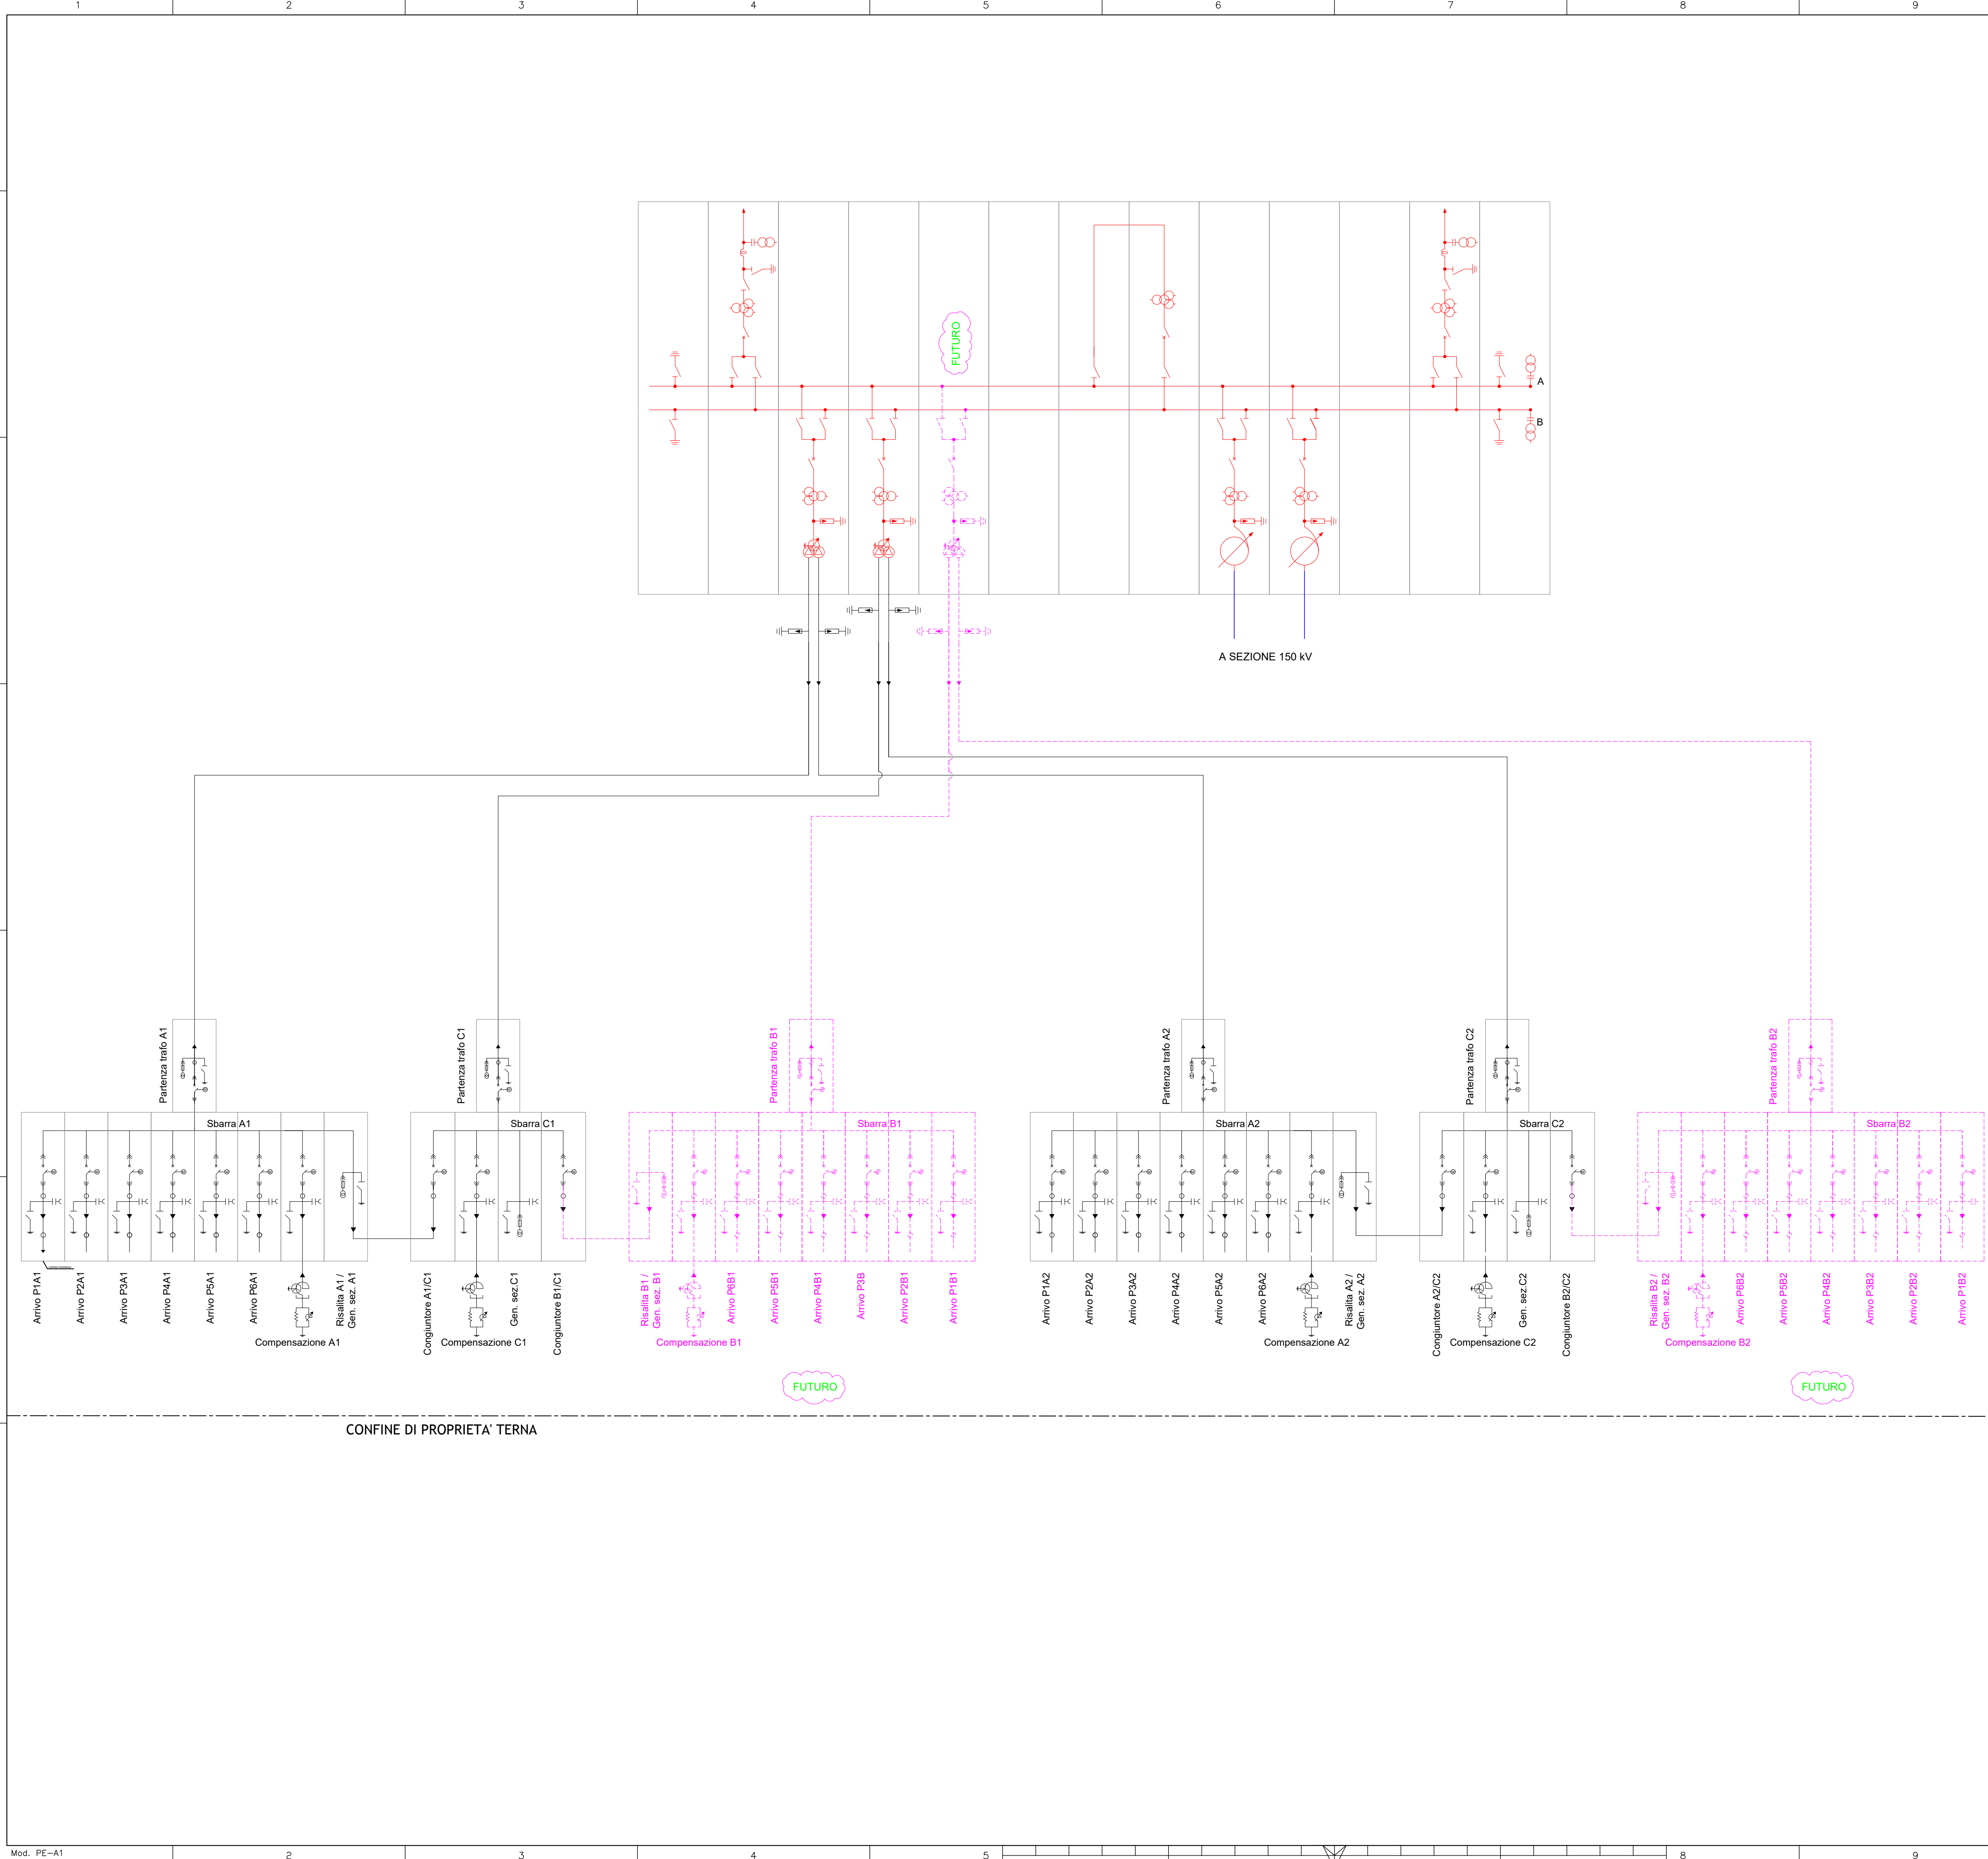 1 2 3 4 5 6 7 8 9
FUTURO
A
B
A SEZIONE 150 kV
Partenza trafo A1
Partenza trafo C1
Partenza trafo B1
Partenza trafo A2
Partenza trafo C2
Partenza trafo B2
Sbarra A1
Sbarra C1
Sbarra B1
Sbarra A2
Sbarra C2
Sbarra B2
Arrivo P1A1
Arrivo P2A1
Arrivo P3A1
Arrivo P4A1
Arrivo P5A1
Arrivo P6A1
Compensazione A1
Risalita A1 /
Gen. sez. A1
Congiuntore A1/C1
Compensazione C1
Gen. sez.C1
Congiuntore B1/C1
Risalita B1 /
Gen. sez. B1
Compensazione B1
Arrivo P6B1
Arrivo P5B1
Arrivo P4B1
Arrivo P3B
Arrivo P2B1
Arrivo P1B1
Arrivo P1A2
Arrivo P2A2
Arrivo P3A2
Arrivo P4A2
Arrivo P5A2
Arrivo P6A2
Compensazione A2
Risalita A2 /
Gen. sez. A2
Congiuntore A2/C2
Compensazione C2
Gen. sez.C2
Congiuntore B2/C2
Risalita B2 /
Gen. sez. B2
Compensazione B2
Arrivo P6B2
Arrivo P5B2
Arrivo P4B2
Arrivo P3B2
Arrivo P2B2
Arrivo P1B2
FUTURO
FUTURO
CONFINE DI PROPRIETA' TERNA
Mod. PE-A1
2 3 4 5 8 9